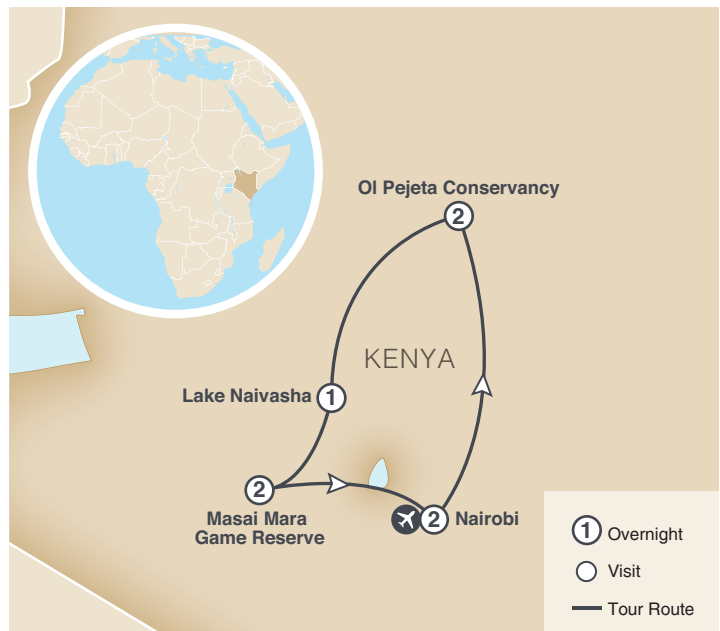 Ol Pejeta Conservancy
2
KENYA
Lake Naivasha
1
2
Masai Mara
Game Reserve
2
Nairobi
1 Overnight
Visit
Tour Route